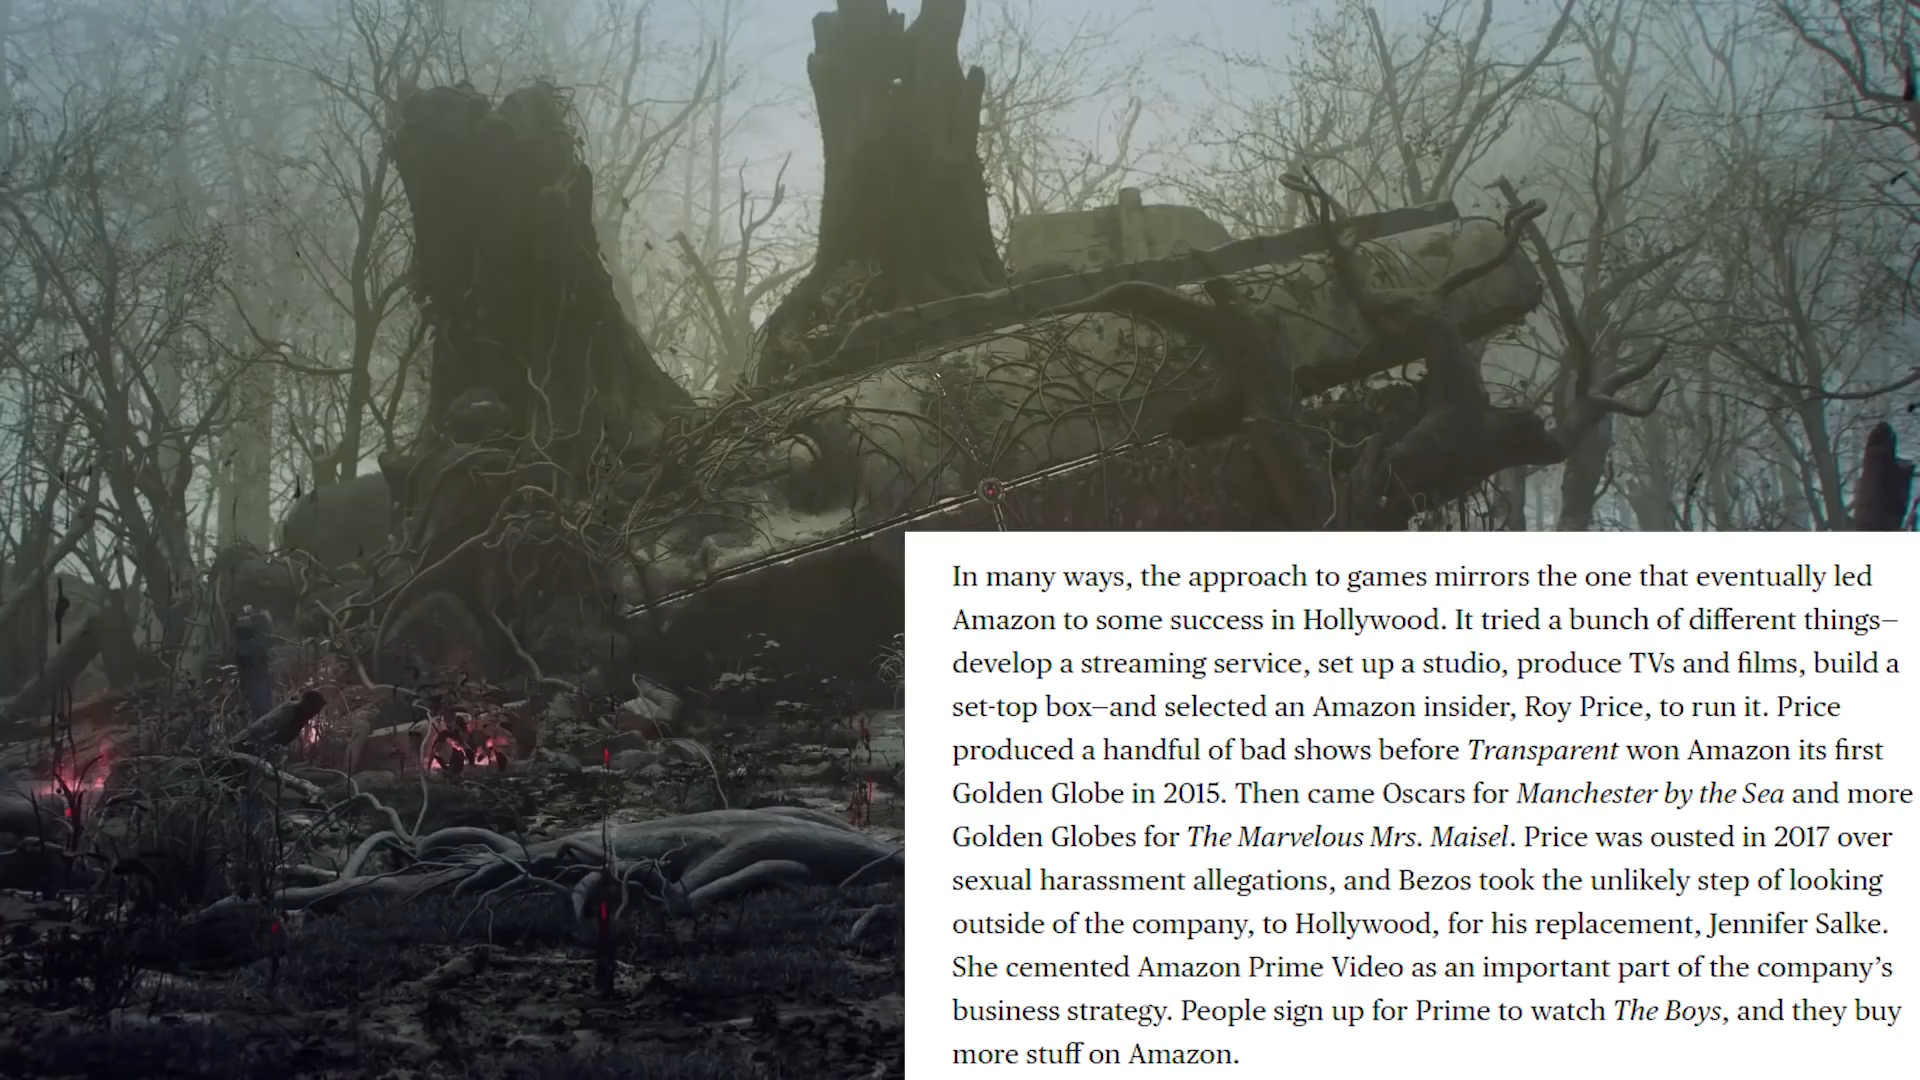 In many ways, the approach to games mirrors the one that eventually led
Amazon to some success in Hollywood. It tried a bunch of different things—
develop a streaming service, set up a studio, produce TVs and films, build a
set-top box—and selected an Amazon insider, Roy Price, to run it. Price
produced a handful of bad shows before Transparent won Amazon its first
Golden Globe in 2015. Then came Oscars for Manchester by the Sea and more
Golden Globes for The Marvelous Mrs. Maisel. Price was ousted in 2017 over
sexual harassment allegations, and Bezos took the unlikely step of looking
outside of the company, to Hollywood, for his replacement, Jennifer Salke.
She cemented Amazon Prime Video as an important part of the company’s
business strategy. People sign up for Prime to watch The Boys, and they buy
more stuff on Amazon.